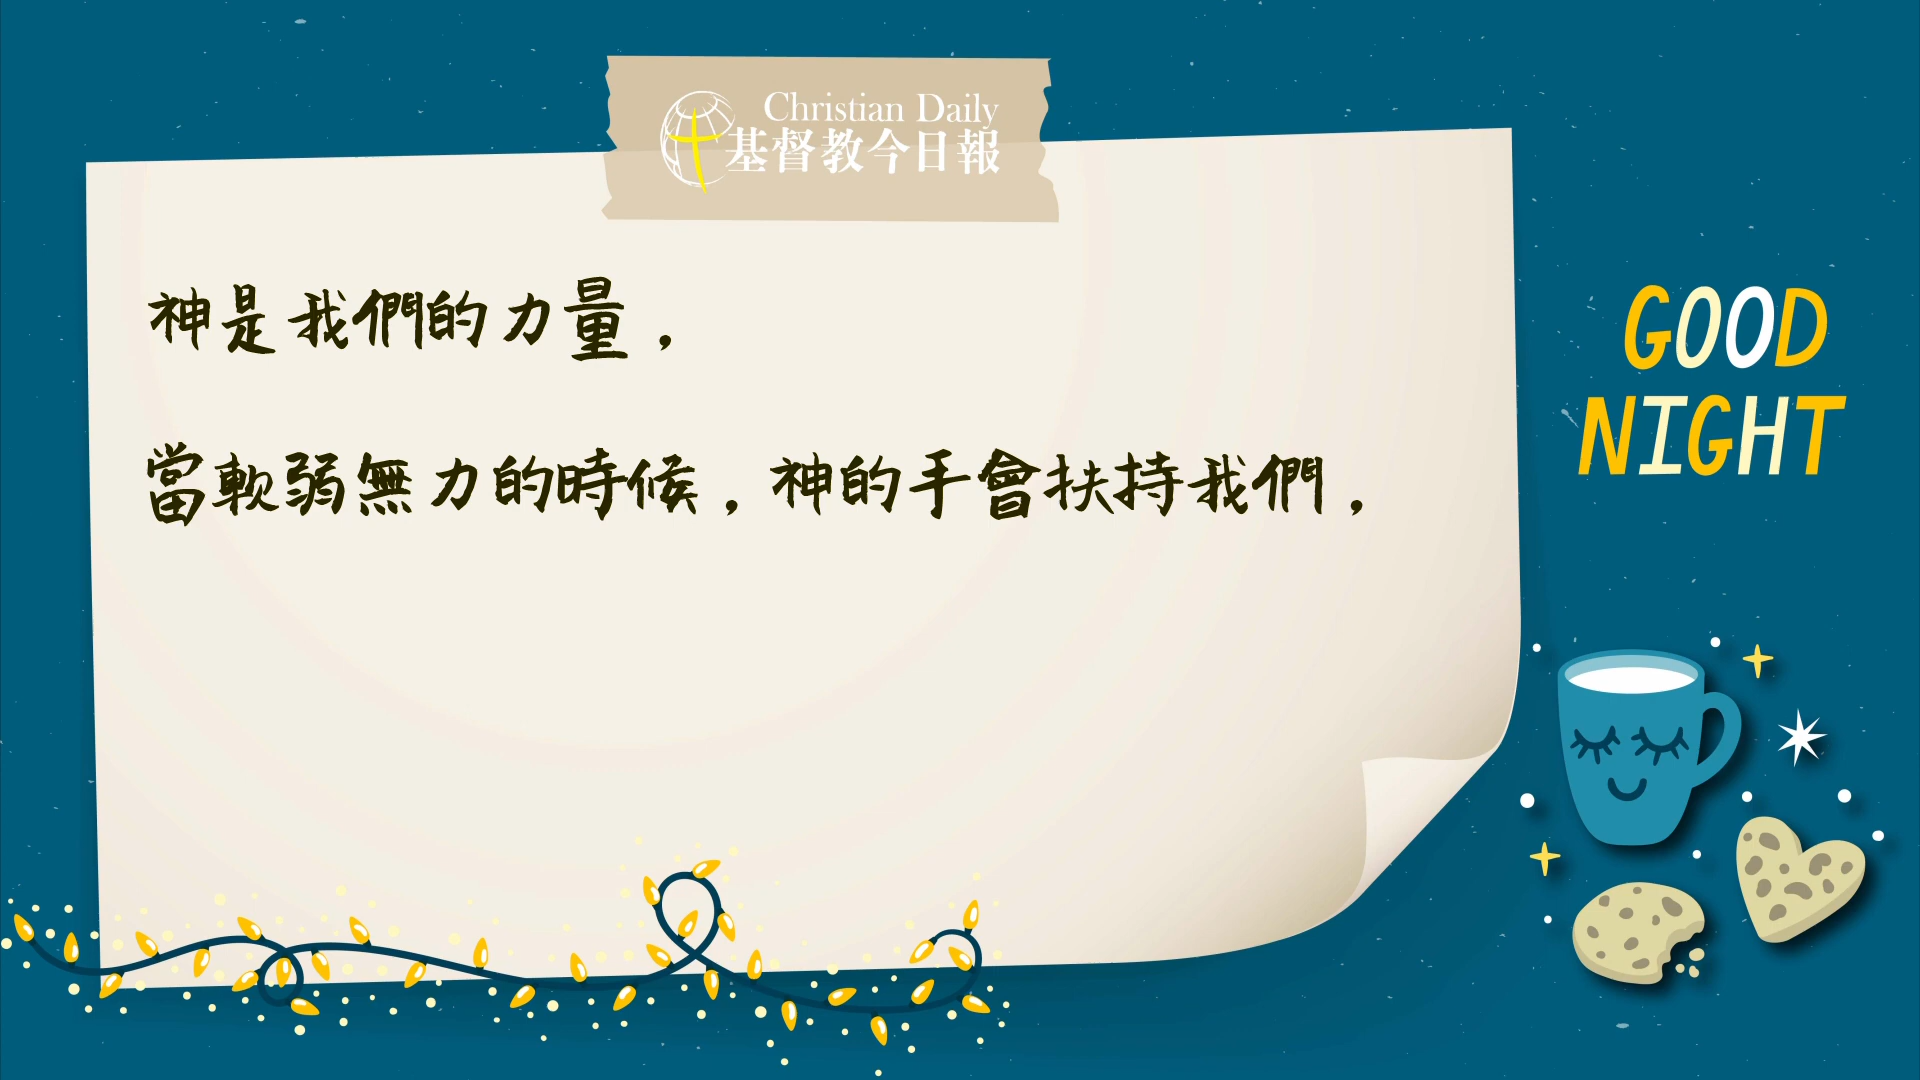 Christian Daily
基督教今日報
神是我們的力量，
當軟弱無力的時候，神的手會扶持我們，
GOOD
NIGHT